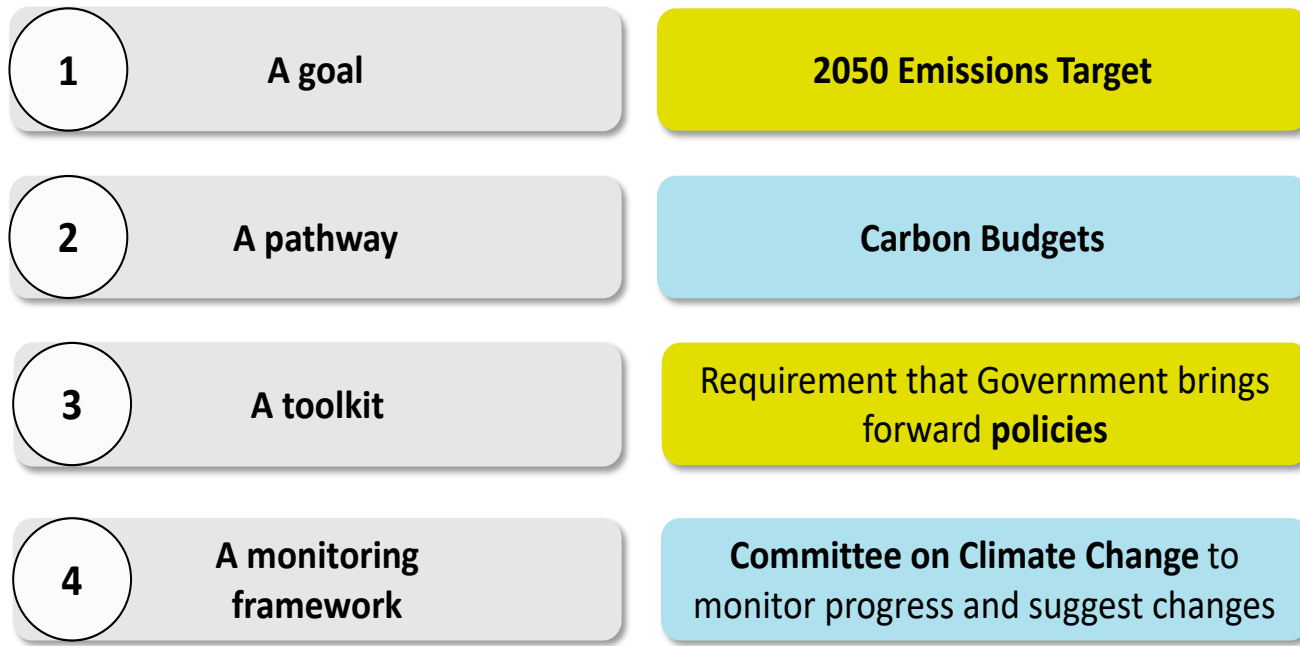 1
A goal
2050 Emissions Target
2
A pathway
Carbon Budgets
3
A toolkit
Requirement that Government brings
forward policies
4
A monitoring
framework
Committee on Climate Change to
monitor progress and suggest changes